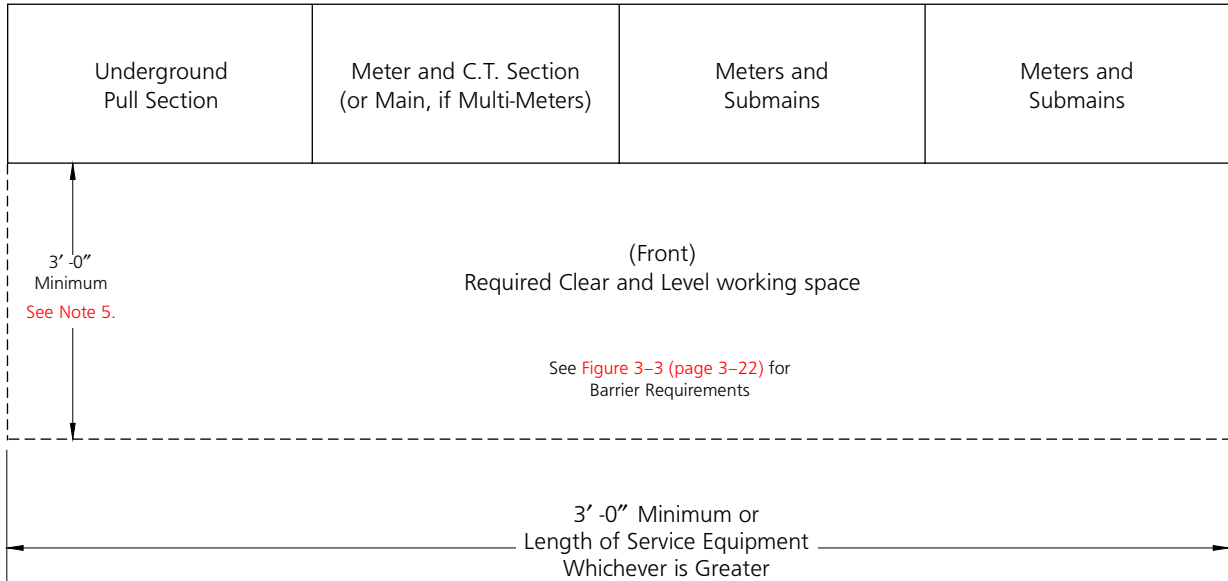 Underground
Pull Section
Meter and C.T. Section
(or Main, if Multi-Meters)
Meters and
Submains
Meters and
Submains
3′ -0″
Minimum
See Note 5.
(Front)
Required Clear and Level working space
See Figure 3–3 (page 3–22) for
Barrier Requirements
3′ -0″ Minimum or
Length of Service Equipment
Whichever is Greater